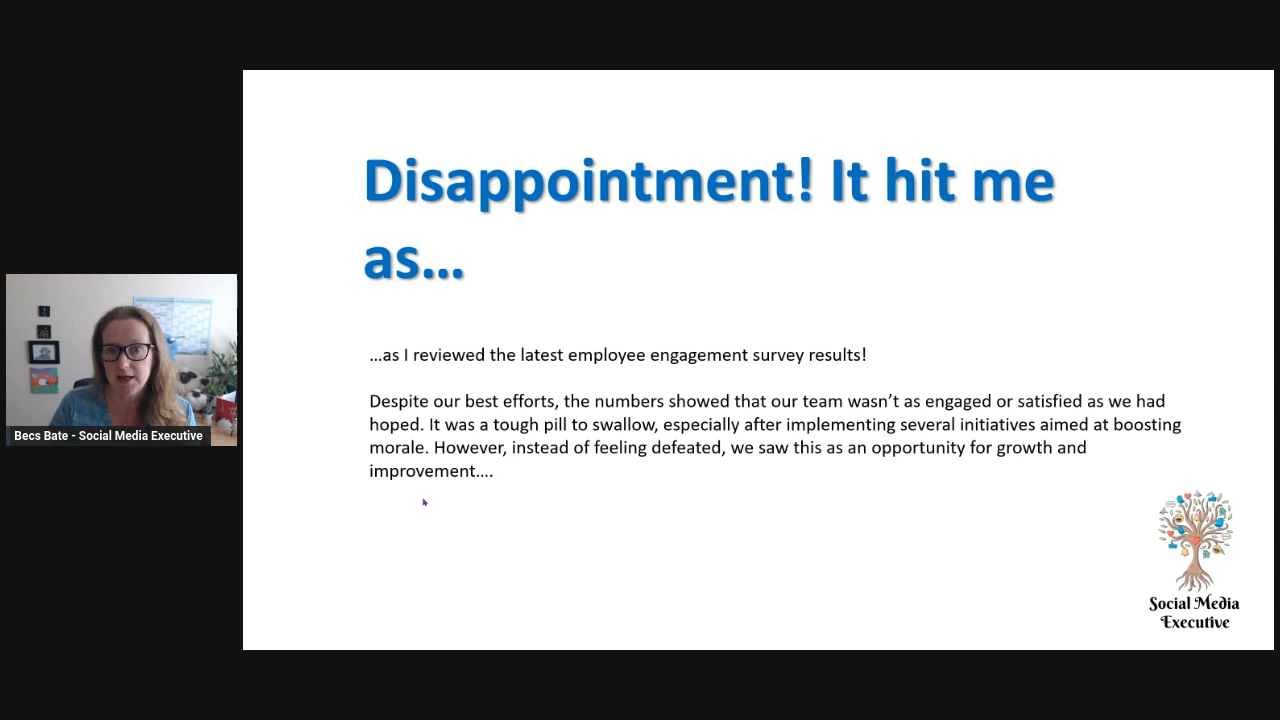 Disappointment! It hit me
as...
...as I reviewed the latest employee engagement survey results!
Despite our best efforts, the numbers showed that our team wasn’t as engaged or satisfied as we had
hoped. It was a tough pill to swallow, especially after implementing several initiatives aimed at boosting
morale. However, instead of feeling defeated, we saw this as an opportunity for growth and
improvement....
Becs Bate - Social Media Executive
Social Media
Executive